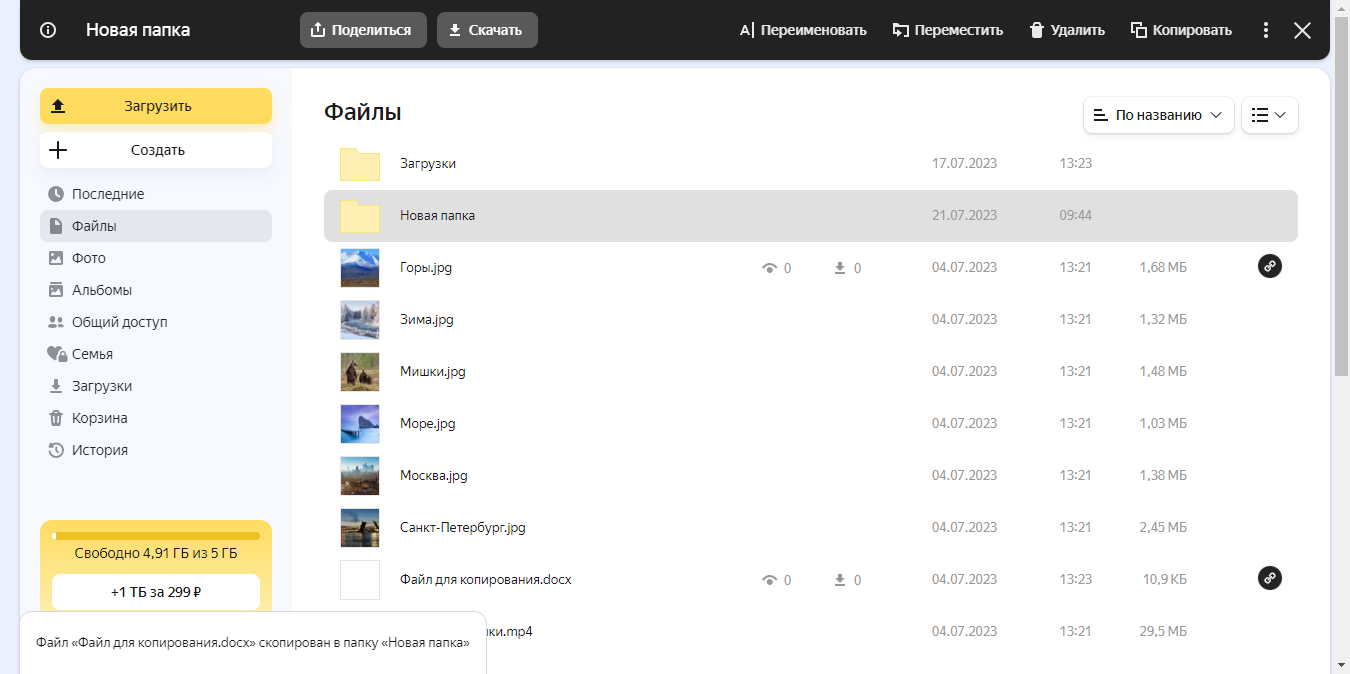 Новая папка
Поделиться
Скачать
Переименовать
Переместить
Удалить
Копировать
Загрузить
Создать
Последние
Файлы
Фото
Альбомы
Общий доступ
Семья
Загрузки
Корзина
История
Свободно 4,91 ГБ из 5 ГБ
+1 ТБ за 299 ₽
Файлы
По названию
Загрузки 17.07.2023 13:23
Новая папка 21.07.2023 09:44
Горы.jpg 0 0 04.07.2023 13:21 1,68 МБ
Зима.jpg 04.07.2023 13:21 1,32 МБ
Мишки.jpg 04.07.2023 13:21 1,48 МБ
Море.jpg 04.07.2023 13:21 1,03 МБ
Москва.jpg 04.07.2023 13:21 1,38 МБ
Санкт-Петербург.jpg 04.07.2023 13:21 2,45 МБ
Файл для копирования.docx 0 0 04.07.2023 13:23 10,9 КБ
ки.mp4 04.07.2023 13:21 29,5 МБ
Файл «Файл для копирования.docx» скопирован в папку «Новая папка»